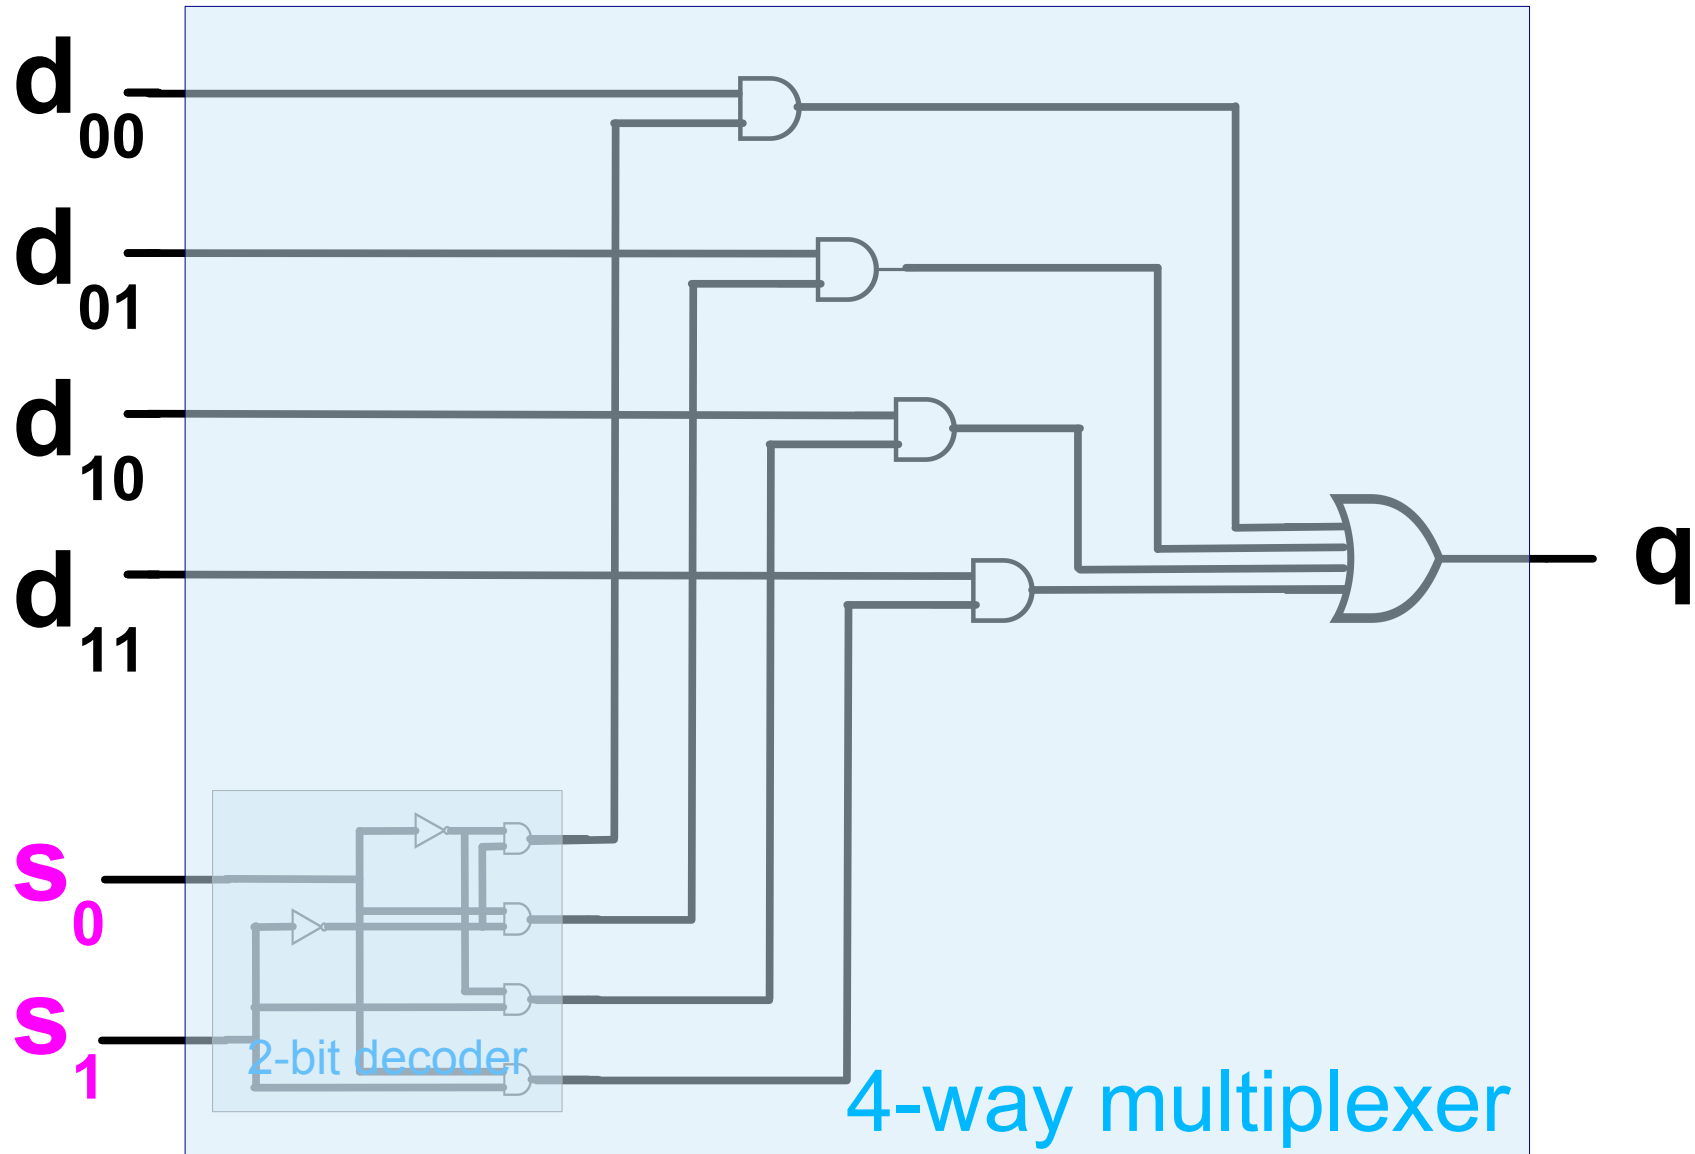 d00
d01
d10
d11
q
s0
s1
2-bit decoder
4-way multiplexer